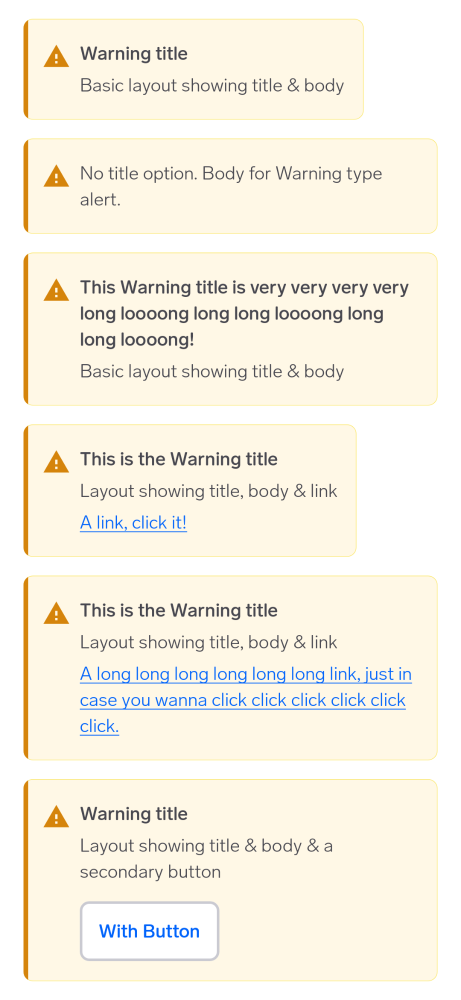 Warning title
Basic layout showing title & body
No title option. Body for Warning type
alert.
This Warning title is very very very very
long loooong long long loooong long
long loooong!
Basic layout showing title & body
This is the Warning title
Layout showing title, body & link
A link, click it!
This is the Warning title
Layout showing title, body & link
A long long long long long long link, just in
case you wanna click click click click click
click.
Warning title
Layout showing title & body & a
secondary button
With Button